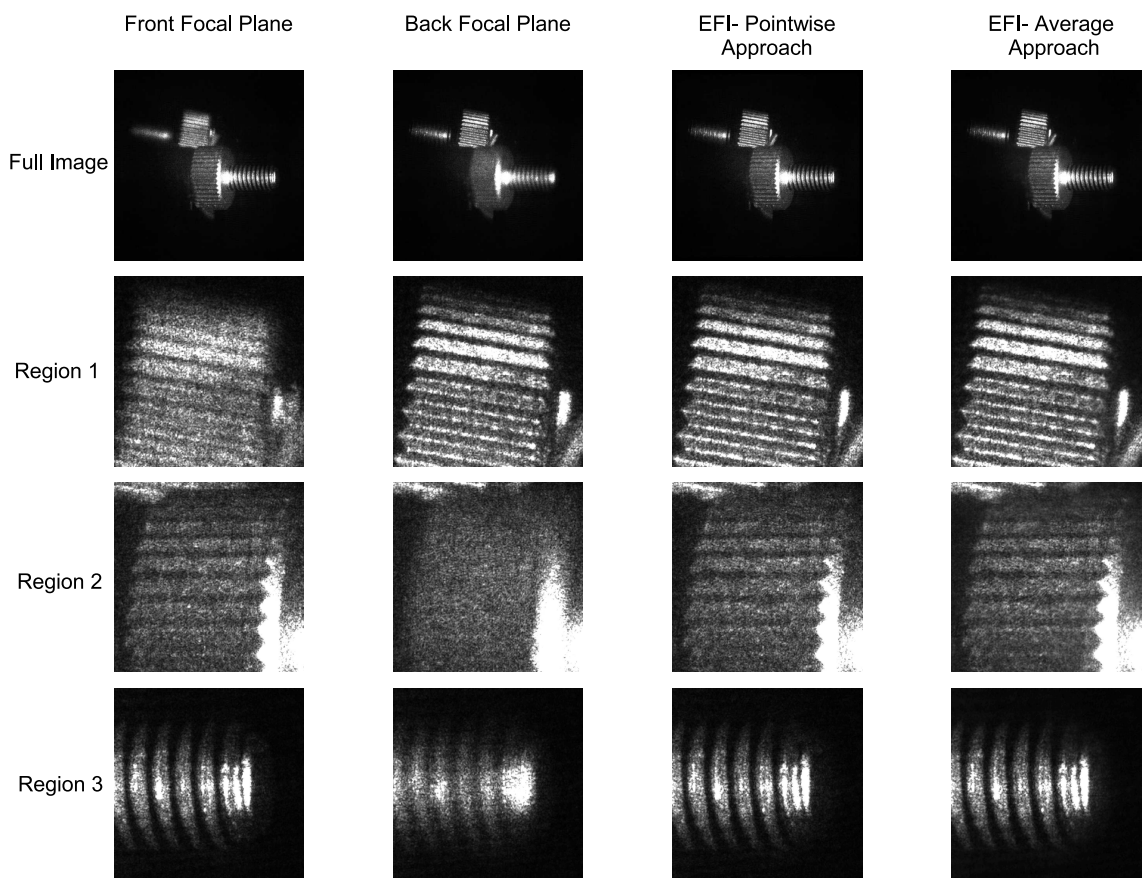 Front Focal Plane
Back Focal Plane
EFI- Pointwise
Approach
EFI- Average
Approach
Full Image
Region 1
Region 2
Region 3